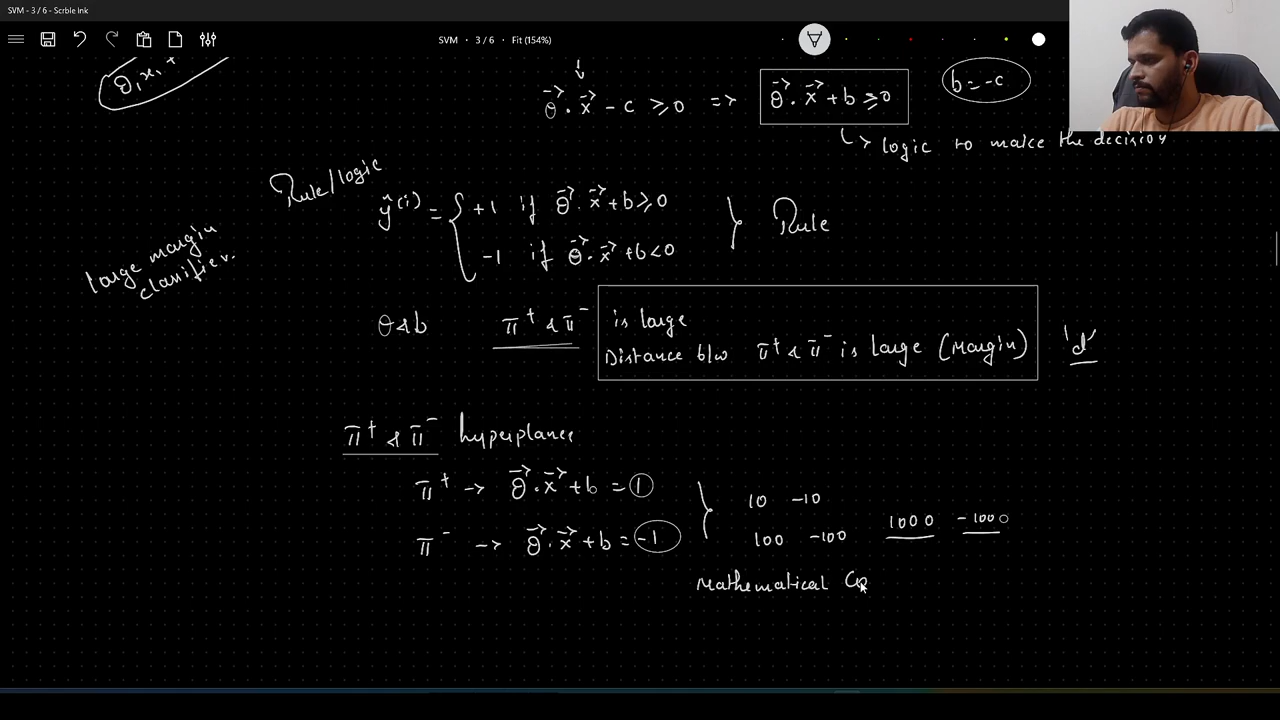 SVM - 3 / 6 - Scrble Ink
SVM • 3 / 6 • Fit (154%)
θ₁x₁ +
θ⃗ · x⃗ - c ⩾ 0 => θ⃗ · x⃗ + b ⩾ 0
b = -c
↳ logic to make the decision
Rule/logic
ŷ⁽ⁱ⁾ = { +1 if θ⃗ · x⃗ + b ⩾ 0
-1 if θ⃗ · x⃗ + b < 0 } Rule
large margin
classifier.
θ & b π⁺ & π⁻ is large
Distance b/w π⁺ & π⁻ is large (Margin) 'd'
π⁺ & π⁻ hyperplanes
π⁺ → θ⃗ · x⃗ + b = 1
π⁻ → θ⃗ · x⃗ + b = -1
10 -10
100 -100 1000 -1000
Mathematical Co